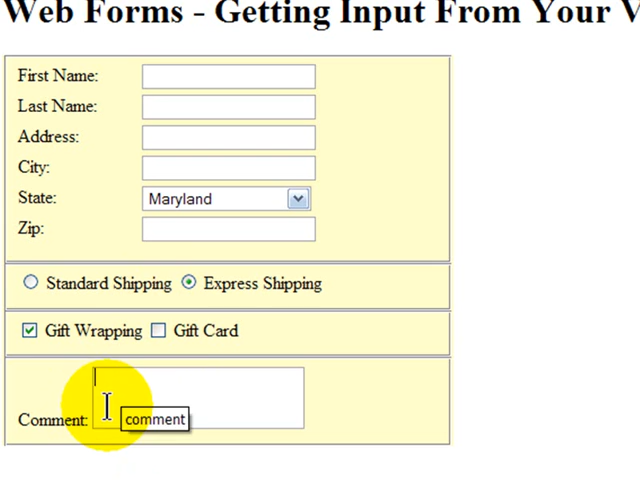 Web Forms - Getting Input From Your
First Name:
Last Name:
Address:
City:
State: Maryland
Zip:
Standard Shipping Express Shipping
Gift Wrapping Gift Card
Comment: comment